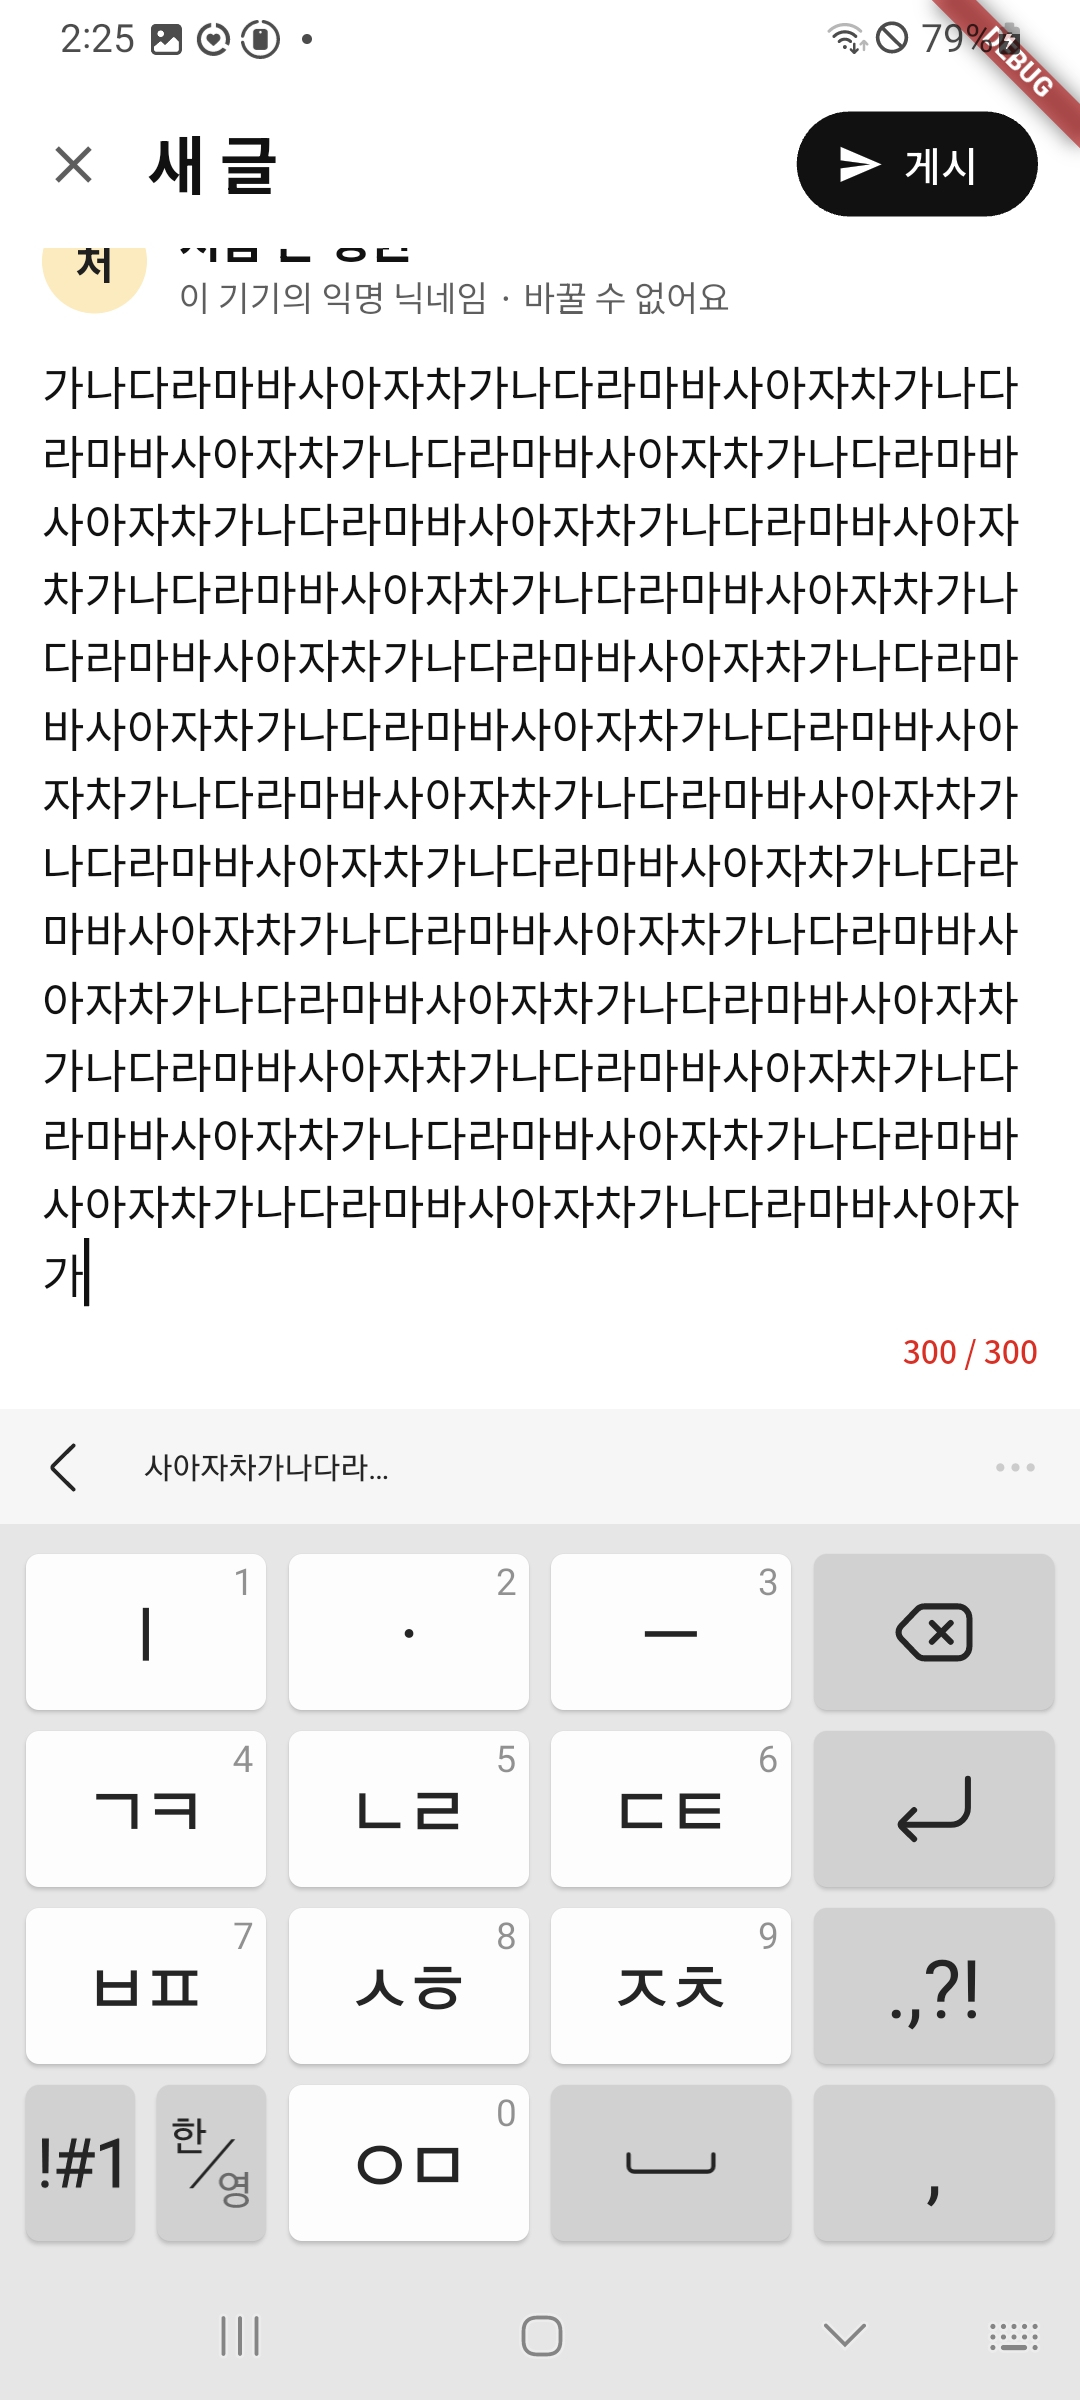 2:25
79%
DEBUG
새 글
게시
처
이 기기의 익명 닉네임 · 바꿀 수 없어요
가나다라마바사아자차가나다라마바사아자차가나다
라마바사아자차가나다라마바사아자차가나다라마바
사아자차가나다라마바사아자차가나다라마바사아자
차가나다라마바사아자차가나다라마바사아자차가나
다라마바사아자차가나다라마바사아자차가나다라마
바사아자차가나다라마바사아자차가나다라마바사아
자차가나다라마바사아자차가나다라마바사아자차가
나다라마바사아자차가나다라마바사아자차가나다라
마바사아자차가나다라마바사아자차가나다라마바사
아자차가나다라마바사아자차가나다라마바사아자차
가나다라마바사아자차가나다라마바사아자차가나다
라마바사아자차가나다라마바사아자차가나다라마바
사아자차가나다라마바사아자차가나다라마바사아자
가
300 / 300
사아자차가나다라...
ㅣ 1 · 2 ㅡ 3
ㄱㅋ 4 ㄴㄹ 5 ㄷㅌ 6
ㅂㅍ 7 ㅅㅎ 8 ㅈㅊ 9 .,?!
!#1 한/영 ㅇㅁ 0 ,